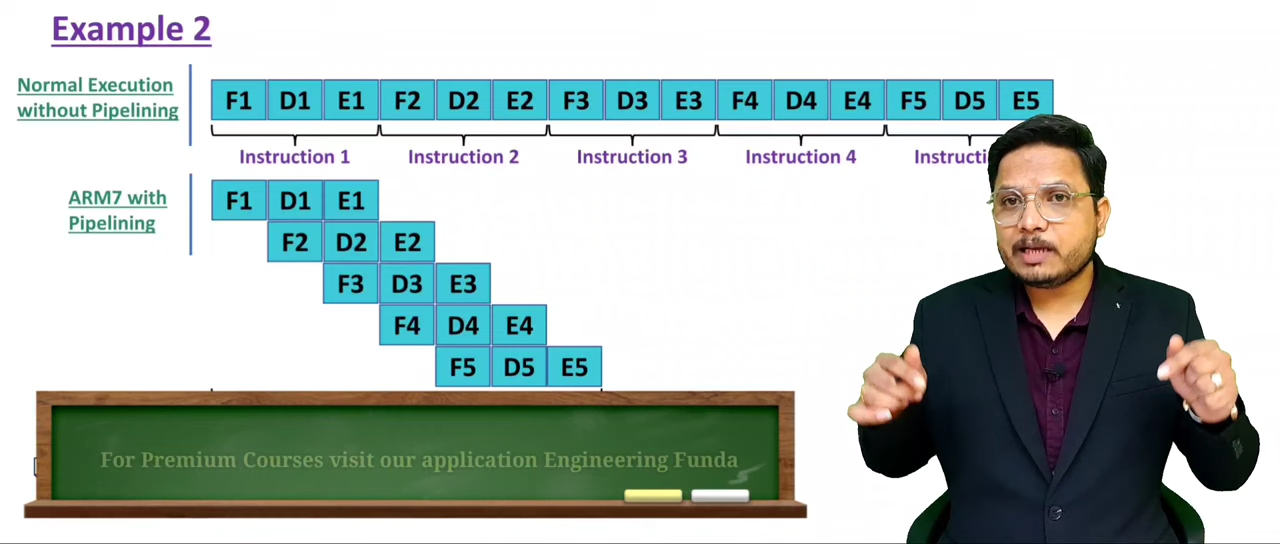 Example 2
Normal Execution
without Pipelining
F1 D1 E1 F2 D2 E2 F3 D3 E3 F4 D4 E4 F5 D5 E5
Instruction 1 Instruction 2 Instruction 3 Instruction 4
ARM7 with
Pipelining
F1 D1 E1
F2 D2 E2
F3 D3 E3
F4 D4 E4
F5 D5 E5
For Premium Courses visit our application Engineering Funda